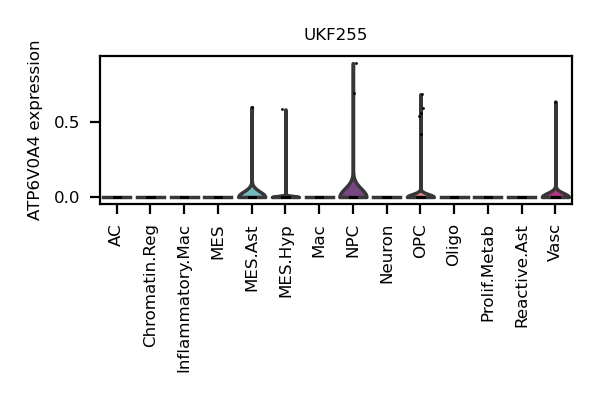 UKF255
ATP6V0A4 expression
0.5
0.0
AC
Chromatin.Reg
Inflammatory.Mac
MES
MES.Ast
MES.Hyp
Mac
NPC
Neuron
OPC
Oligo
Prolif.Metab
Reactive.Ast
Vasc